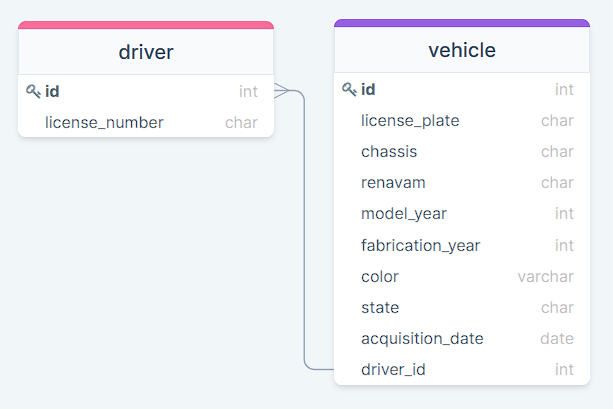 driver
id int
license_number char
vehicle
id int
license_plate char
chassis char
renavam char
model_year int
fabrication_year int
color varchar
state char
acquisition_date date
driver_id int